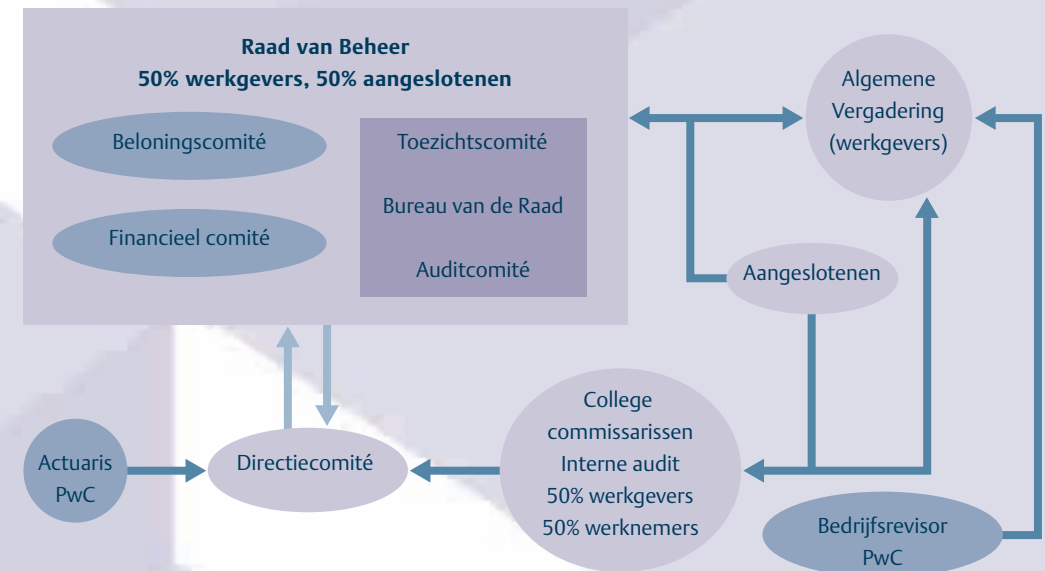 Raad van Beheer
50% werkgevers, 50% aangeslotenen
Beloningscomité
Financieel comité
Toezichtscomité
Bureau van de Raad
Auditcomité
Algemene
Vergadering
(werkgevers)
Aangeslotenen
Actuaris
PwC
Directiecomité
College
commissarissen
Interne audit
50% werkgevers
50% werknemers
Bedrijfsrevisor
PwC